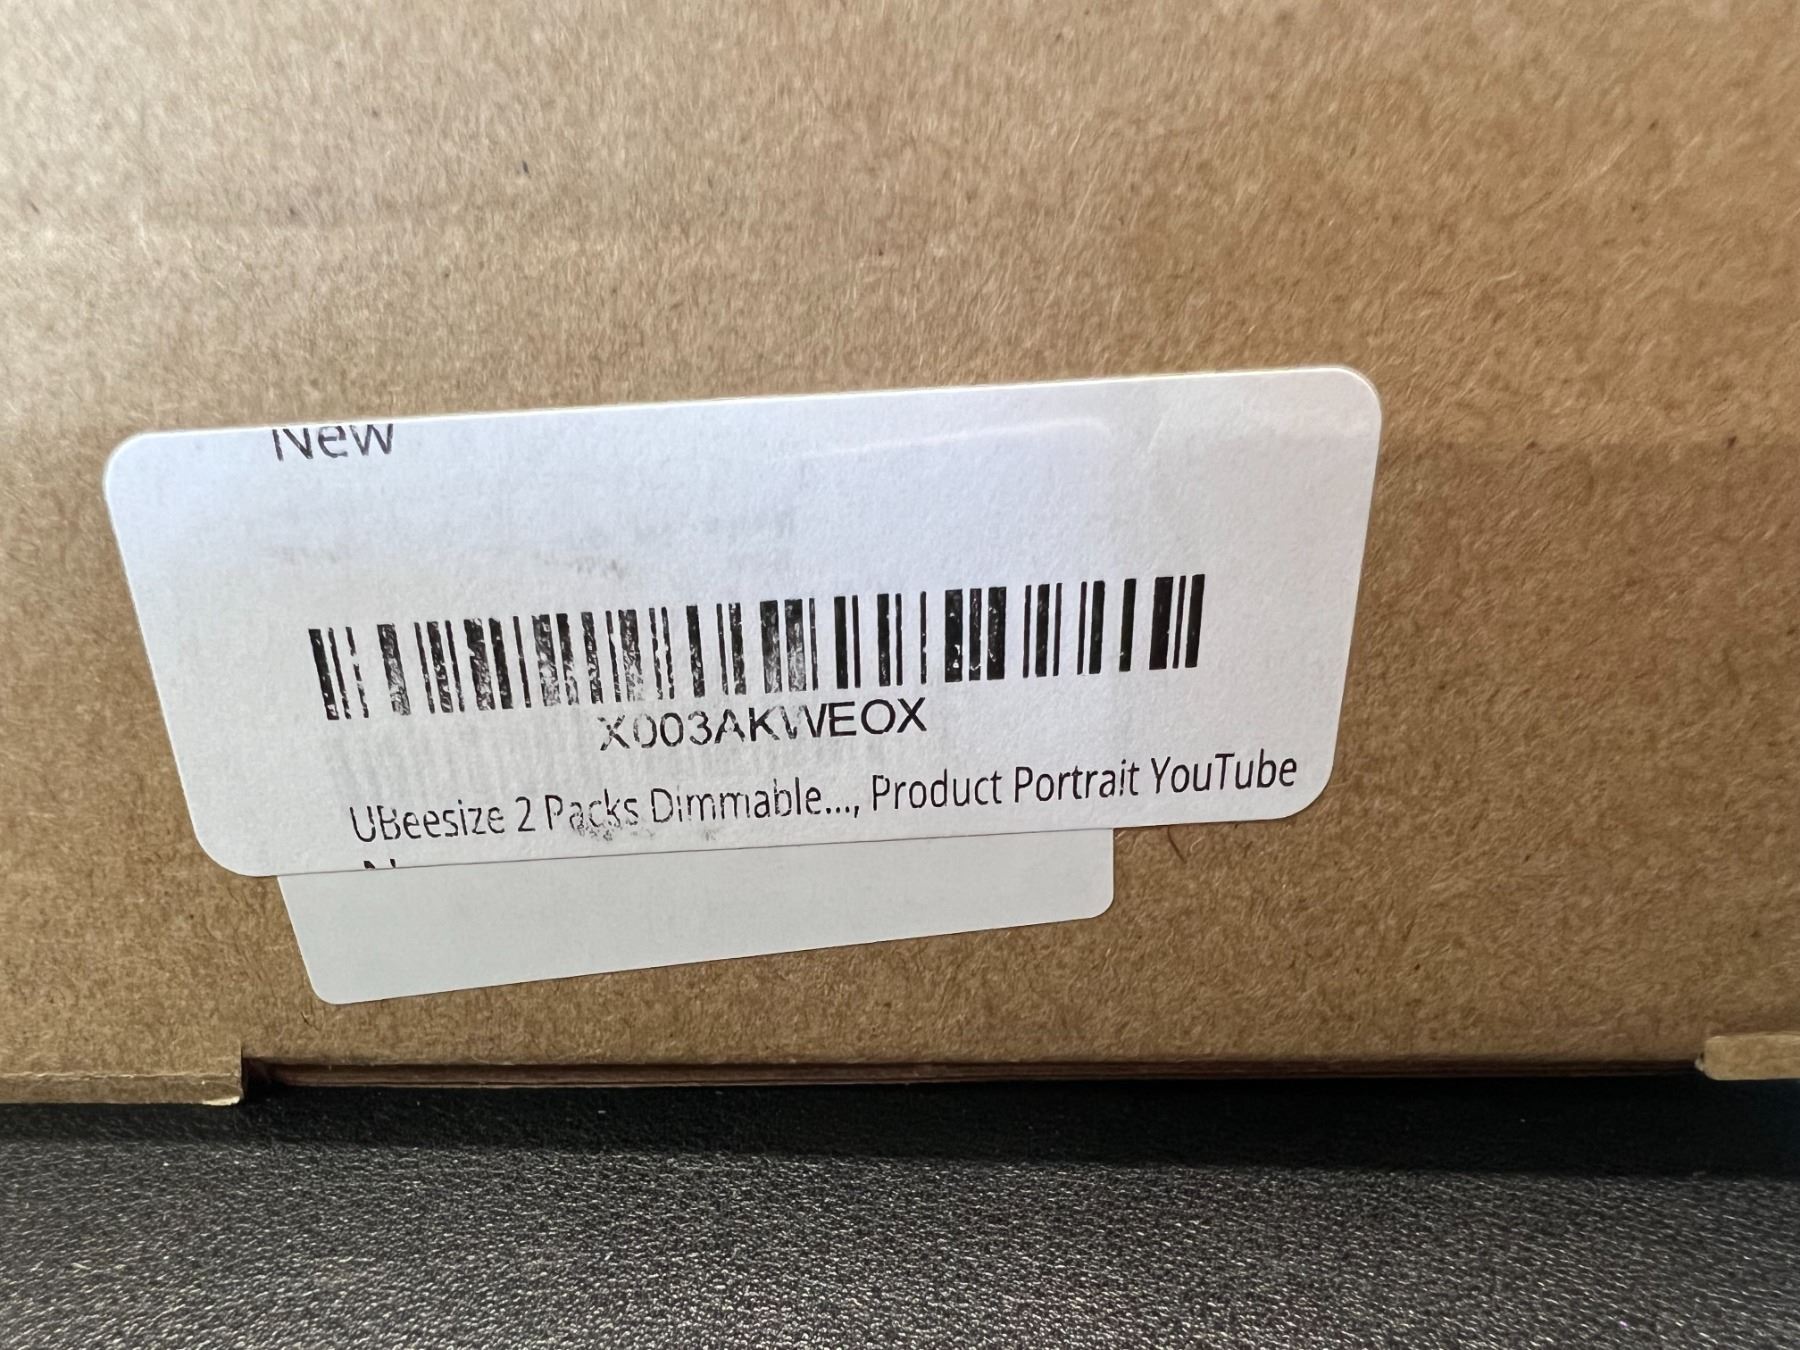 New
X003AKWEOX
UBeesize 2 Packs Dimmable..., Product Portrait YouTube